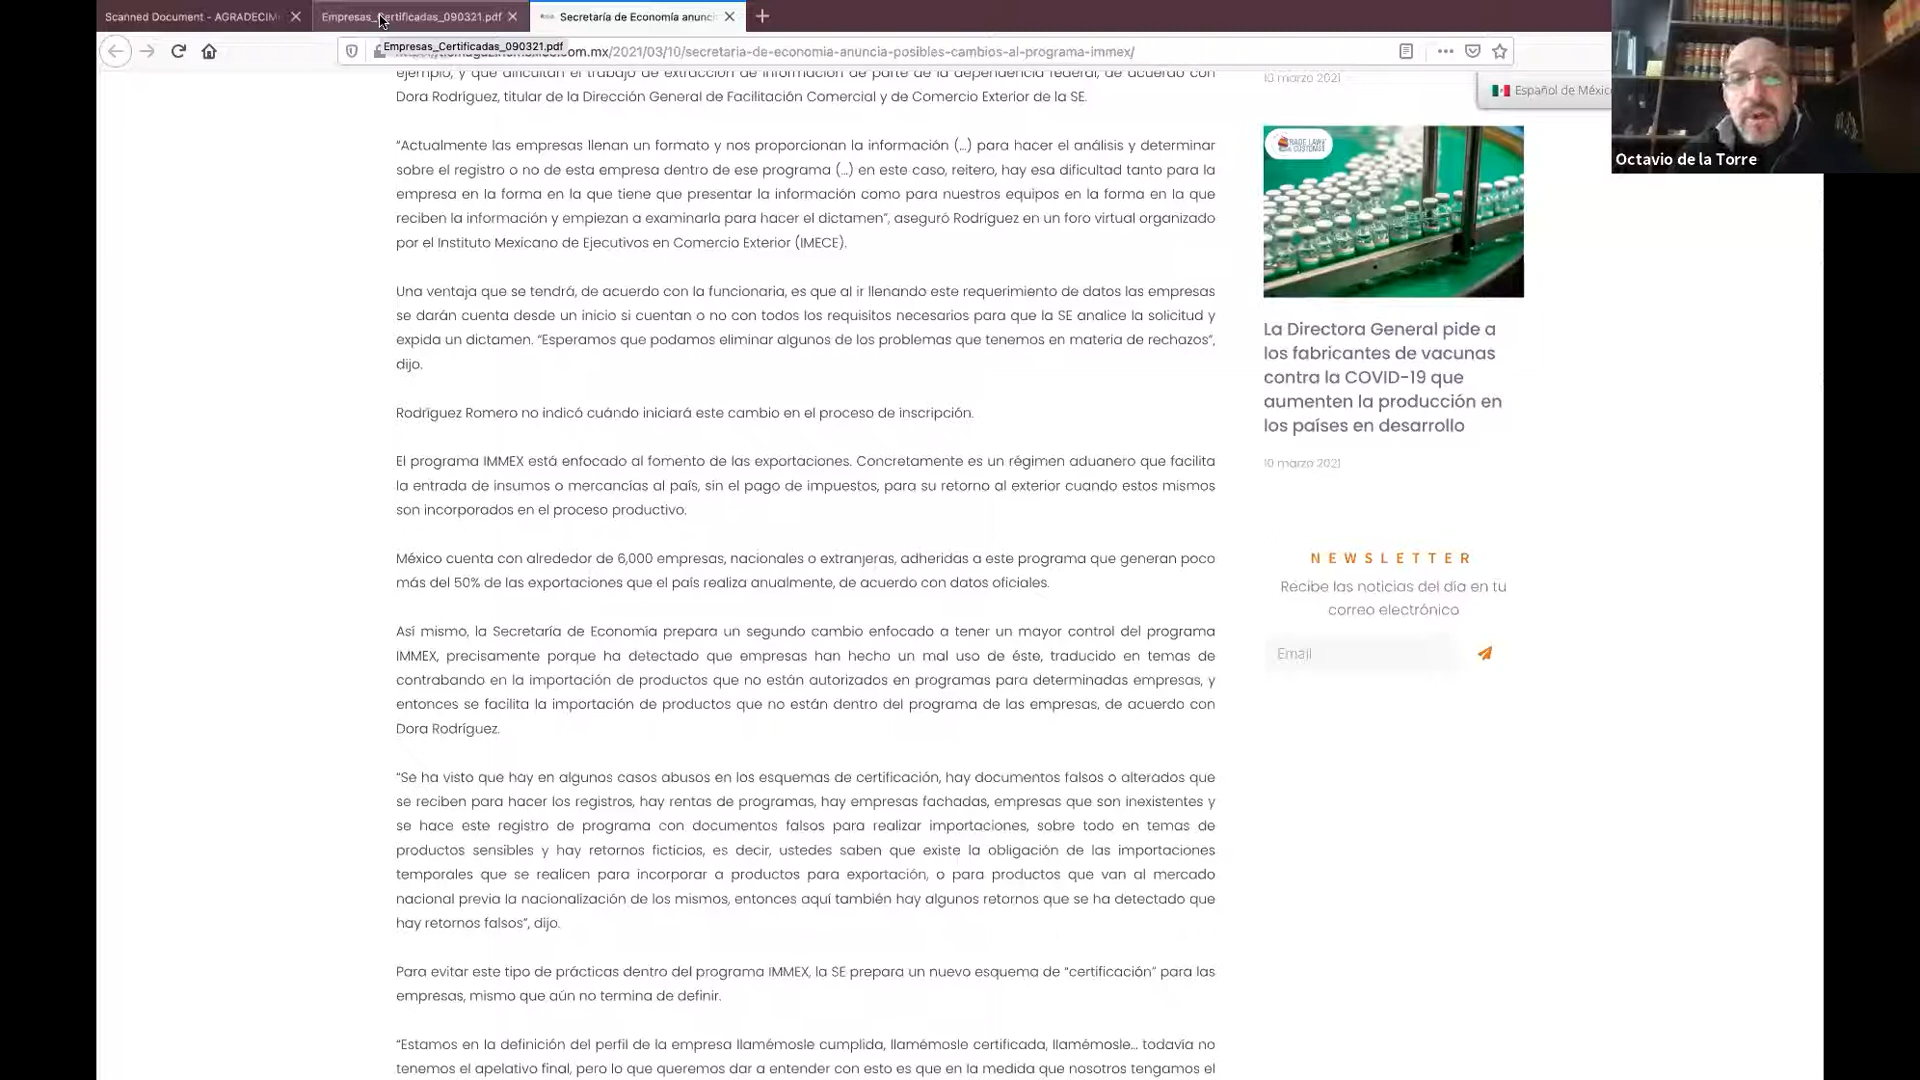 Scanned Document - AGRADECIM
Empresas_Certificadas_090321.pdf
Secretaría de Economía anunci
Empresas_Certificadas_090321.pdf
.com.mx/2021/03/10/secretaria-de-economia-anuncia-posibles-cambios-al-programa-immex/
ejemplo, y que dificultan el trabajo de extracción de información de parte de la dependencia federal, de acuerdo con
Dora Rodríguez, titular de la Dirección General de Facilitación Comercial y de Comercio Exterior de la SE.
“Actualmente las empresas llenan un formato y nos proporcionan la información (…) para hacer el análisis y determinar
sobre el registro o no de esta empresa dentro de ese programa (…) en este caso, reitero, hay esa dificultad tanto para la
empresa en la forma en la que tiene que presentar la información como para nuestros equipos en la forma en la que
reciben la información y empiezan a examinarla para hacer el dictamen”, aseguró Rodríguez en un foro virtual organizado
por el Instituto Mexicano de Ejecutivos en Comercio Exterior (IMECE).
Una ventaja que se tendrá, de acuerdo con la funcionaria, es que al ir llenando este requerimiento de datos las empresas
se darán cuenta desde un inicio si cuentan o no con todos los requisitos necesarios para que la SE analice la solicitud y
expida un dictamen. “Esperamos que podamos eliminar algunos de los problemas que tenemos en materia de rechazos”,
dijo.
Rodríguez Romero no indicó cuándo iniciará este cambio en el proceso de inscripción.
El programa IMMEX está enfocado al fomento de las exportaciones. Concretamente es un régimen aduanero que facilita
la entrada de insumos o mercancías al país, sin el pago de impuestos, para su retorno al exterior cuando estos mismos
son incorporados en el proceso productivo.
México cuenta con alrededor de 6,000 empresas, nacionales o extranjeras, adheridas a este programa que generan poco
más del 50% de las exportaciones que el país realiza anualmente, de acuerdo con datos oficiales.
Así mismo, la Secretaría de Economía prepara un segundo cambio enfocado a tener un mayor control del programa
IMMEX, precisamente porque ha detectado que empresas han hecho un mal uso de éste, traducido en temas de
contrabando en la importación de productos que no están autorizados en programas para determinadas empresas, y
entonces se facilita la importación de productos que no están dentro del programa de las empresas, de acuerdo con
Dora Rodríguez.
“Se ha visto que hay en algunos casos abusos en los esquemas de certificación, hay documentos falsos o alterados que
se reciben para hacer los registros, hay rentas de programas, hay empresas fachadas, empresas que son inexistentes y
se hace este registro de programa con documentos falsos para realizar importaciones, sobre todo en temas de
productos sensibles y hay retornos ficticios, es decir, ustedes saben que existe la obligación de las importaciones
temporales que se realicen para incorporar a productos para exportación, o para productos que van al mercado
nacional previa la nacionalización de los mismos, entonces aquí también hay algunos retornos que se ha detectado que
hay retornos falsos”, dijo.
Para evitar este tipo de prácticas dentro del programa IMMEX, la SE prepara un nuevo esquema de “certificación” para las
empresas, mismo que aún no termina de definir.
“Estamos en la definición del perfil de la empresa llamémosle cumplida, llamémosle certificada, llamémosle… todavía no
tenemos el apelativo final, pero lo que queremos dar a entender con esto es que en la medida que nosotros tengamos el
10 marzo 2021
Español de México
Octavio de la Torre
La Directora General pide a
los fabricantes de vacunas
contra la COVID-19 que
aumenten la producción en
los países en desarrollo
10 marzo 2021
NEWSLETTER
Recibe las noticias del día en tu
correo electrónico
Email